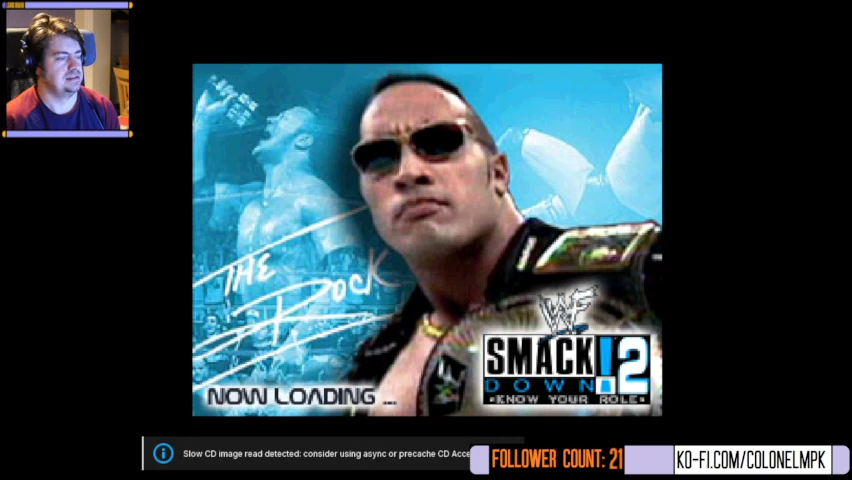 THE
ROCK
WF
SMACK!
DOWN! 2
KNOW YOUR ROLE
NOW LOADING ...
Slow CD image read detected: consider using async or precache CD Acce
FOLLOWER COUNT: 21
KO-FI.COM/COLONELMPK